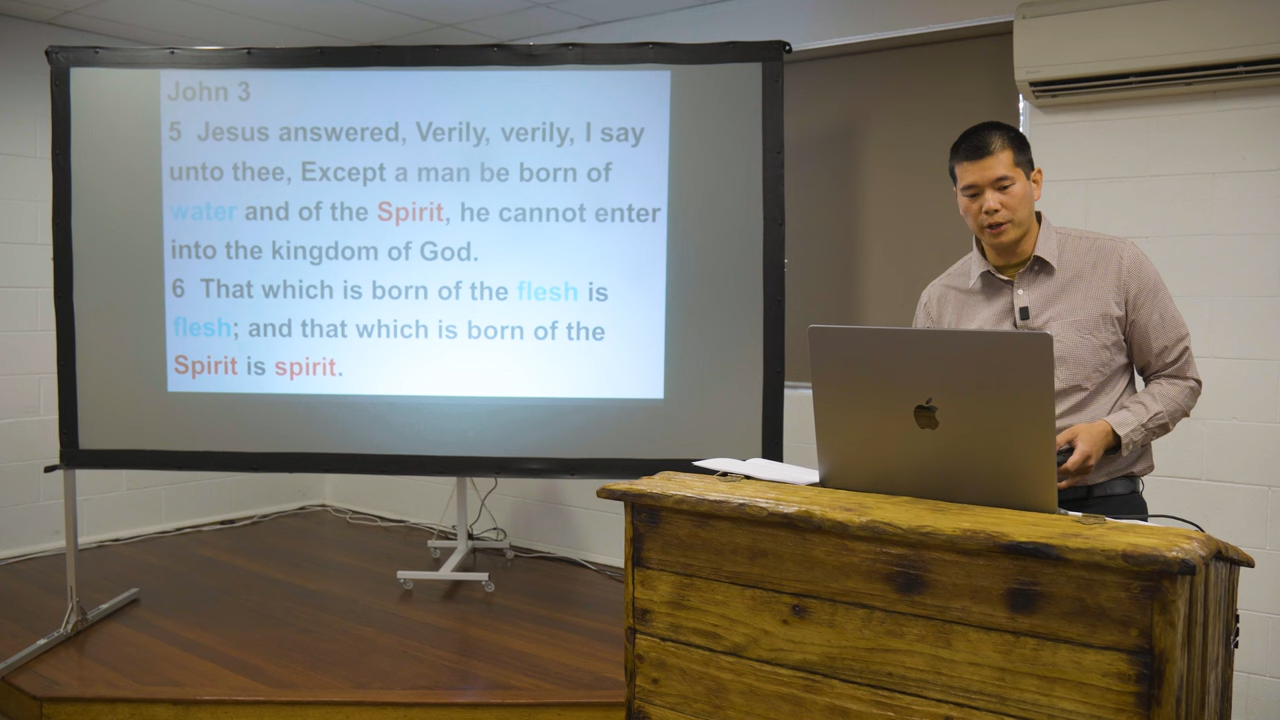 John 3
5 Jesus answered, Verily, verily, I say
unto thee, Except a man be born of
water and of the Spirit, he cannot enter
into the kingdom of God.
6 That which is born of the flesh is
flesh; and that which is born of the
Spirit is spirit.